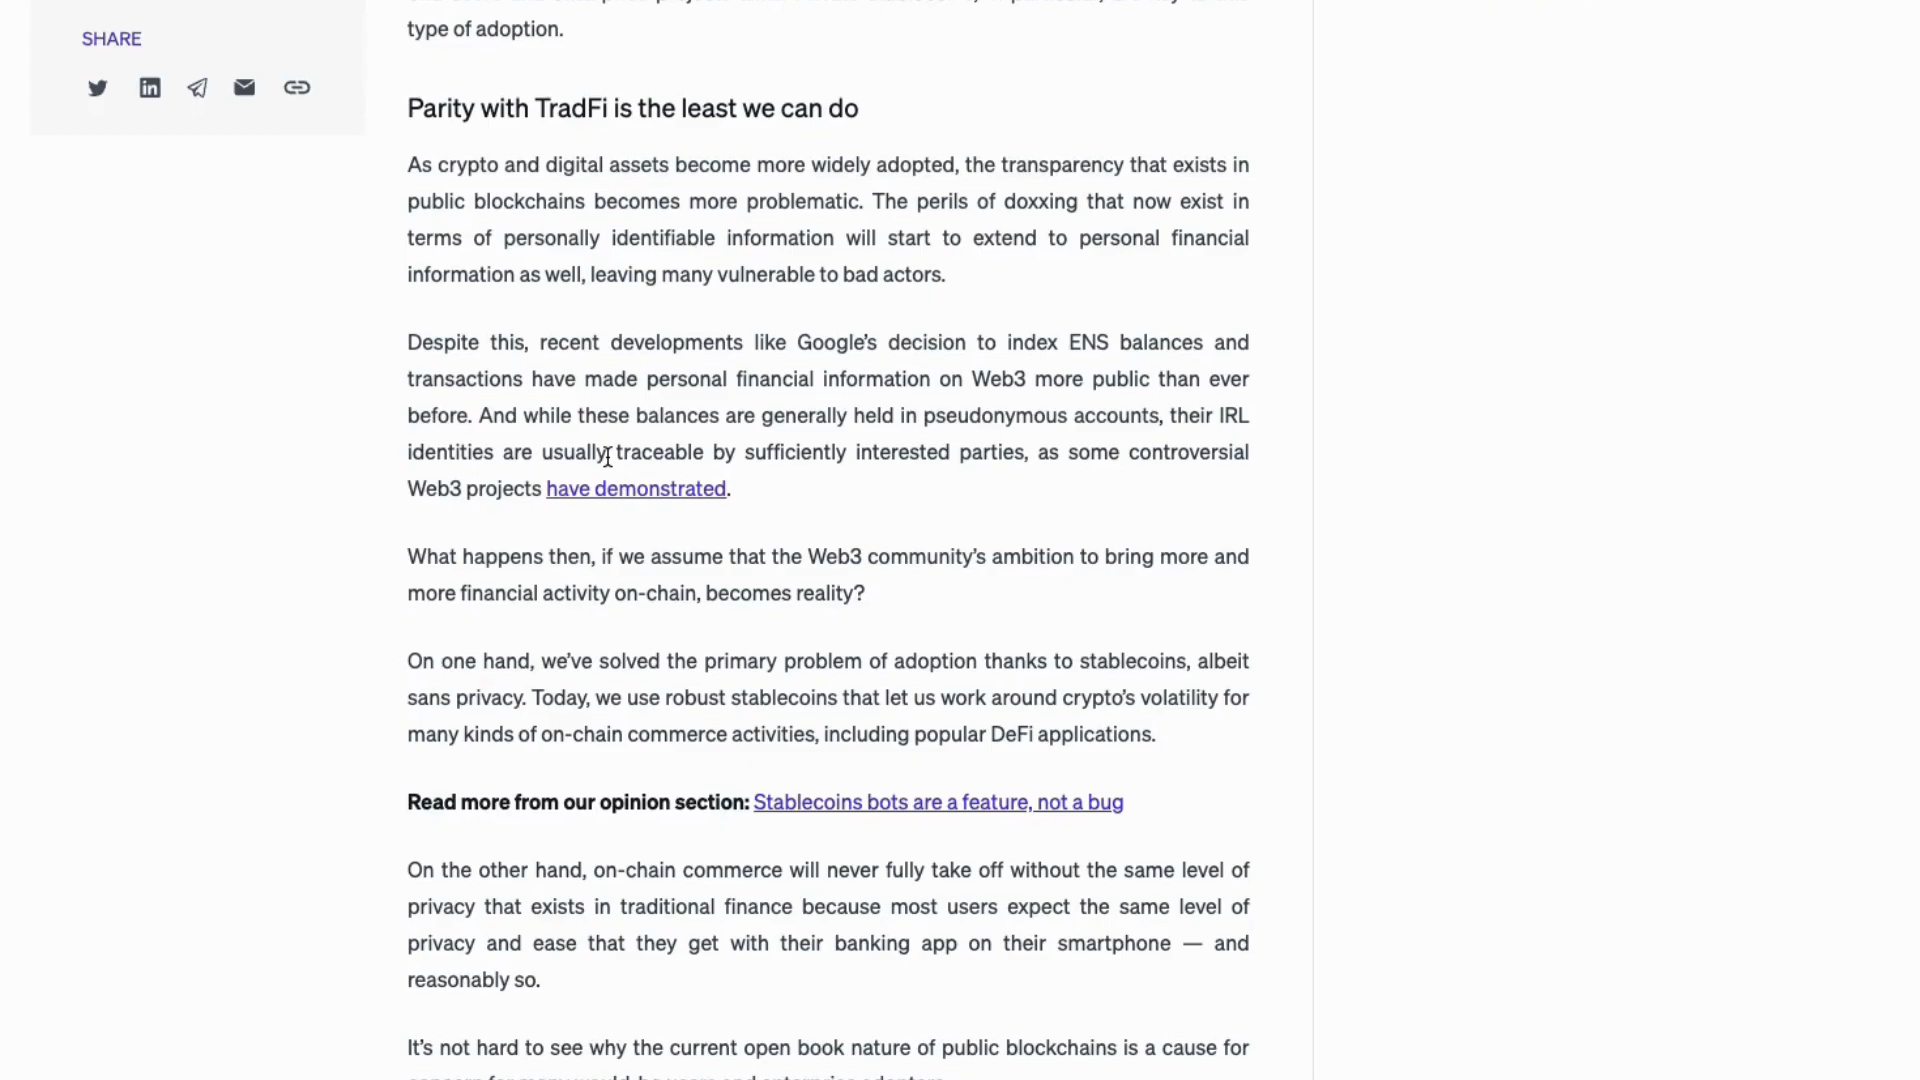 SHARE
type of adoption.
Parity with TradFi is the least we can do
As crypto and digital assets become more widely adopted, the transparency that exists in
public blockchains becomes more problematic. The perils of doxxing that now exist in
terms of personally identifiable information will start to extend to personal financial
information as well, leaving many vulnerable to bad actors.
Despite this, recent developments like Google’s decision to index ENS balances and
transactions have made personal financial information on Web3 more public than ever
before. And while these balances are generally held in pseudonymous accounts, their IRL
identities are usually traceable by sufficiently interested parties, as some controversial
Web3 projects have demonstrated.
What happens then, if we assume that the Web3 community’s ambition to bring more and
more financial activity on-chain, becomes reality?
On one hand, we’ve solved the primary problem of adoption thanks to stablecoins, albeit
sans privacy. Today, we use robust stablecoins that let us work around crypto’s volatility for
many kinds of on-chain commerce activities, including popular DeFi applications.
Read more from our opinion section: Stablecoins bots are a feature, not a bug
On the other hand, on-chain commerce will never fully take off without the same level of
privacy that exists in traditional finance because most users expect the same level of
privacy and ease that they get with their banking app on their smartphone — and
reasonably so.
It’s not hard to see why the current open book nature of public blockchains is a cause for